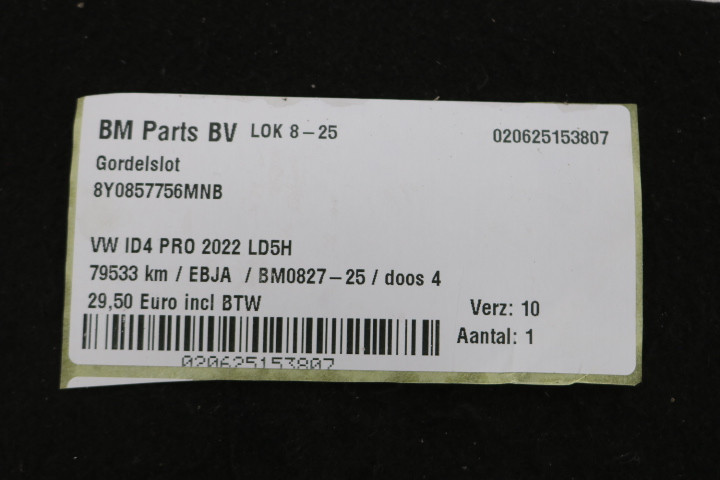 BM Parts BV LOK 8-25 020625153807
Gordelslot
8Y0857756MNB
VW ID4 PRO 2022 LD5H
79533 km / EBJA / BM0827-25 / doos 4
29,50 Euro incl BTW Verz: 10
Aantal: 1
020625153807